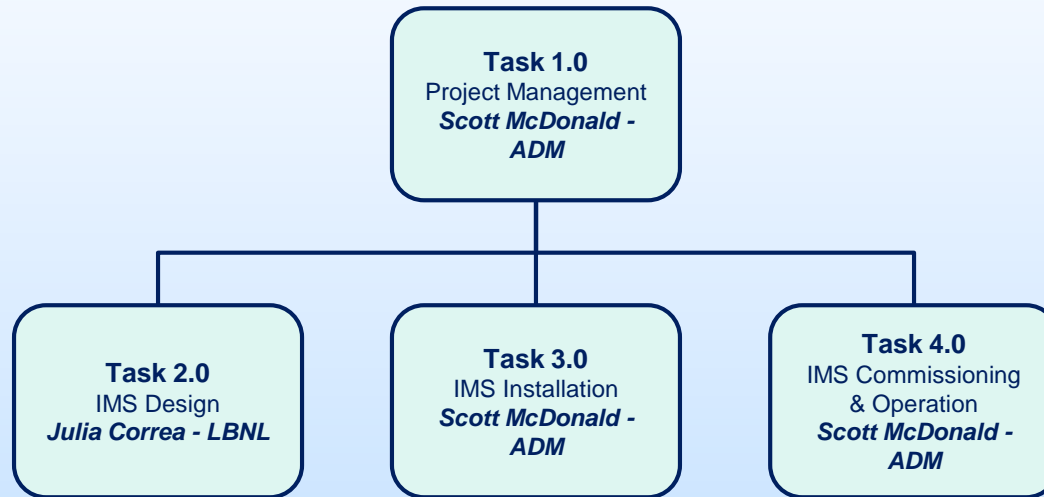 Task 1.0
Project Management
Scott McDonald -
ADM
Task 2.0
IMS Design
Julia Correa - LBNL
Task 3.0
IMS Installation
Scott McDonald -
ADM
Task 4.0
IMS Commissioning
& Operation
Scott McDonald -
ADM